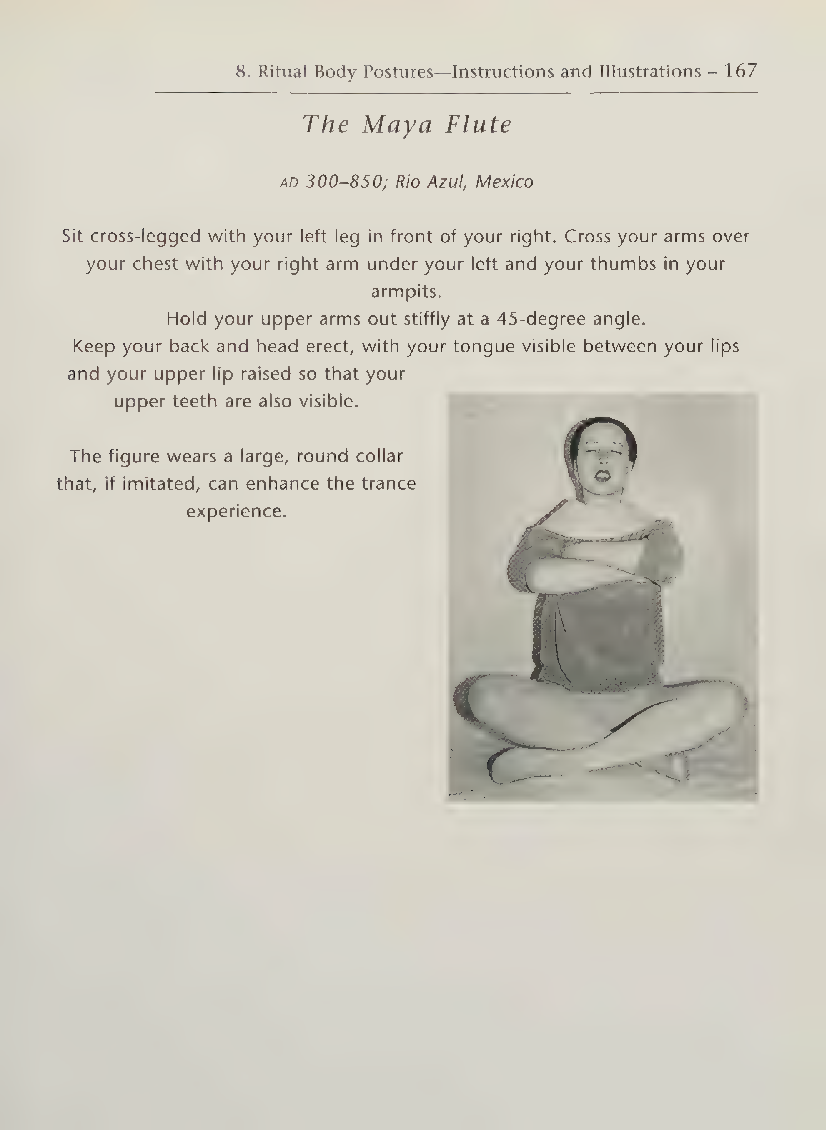 8. Ritual Body Postures—Instructions and Illustrations – 167
The Maya Flute
AD 300–850; Rio Azul, Mexico
Sit cross-legged with your left leg in front of your right. Cross your arms over
your chest with your right arm under your left and your thumbs in your
armpits.
Hold your upper arms out stiffly at a 45-degree angle.
Keep your back and head erect, with your tongue visible between your lips
and your upper lip raised so that your
upper teeth are also visible.
The figure wears a large, round collar
that, if imitated, can enhance the trance
experience.